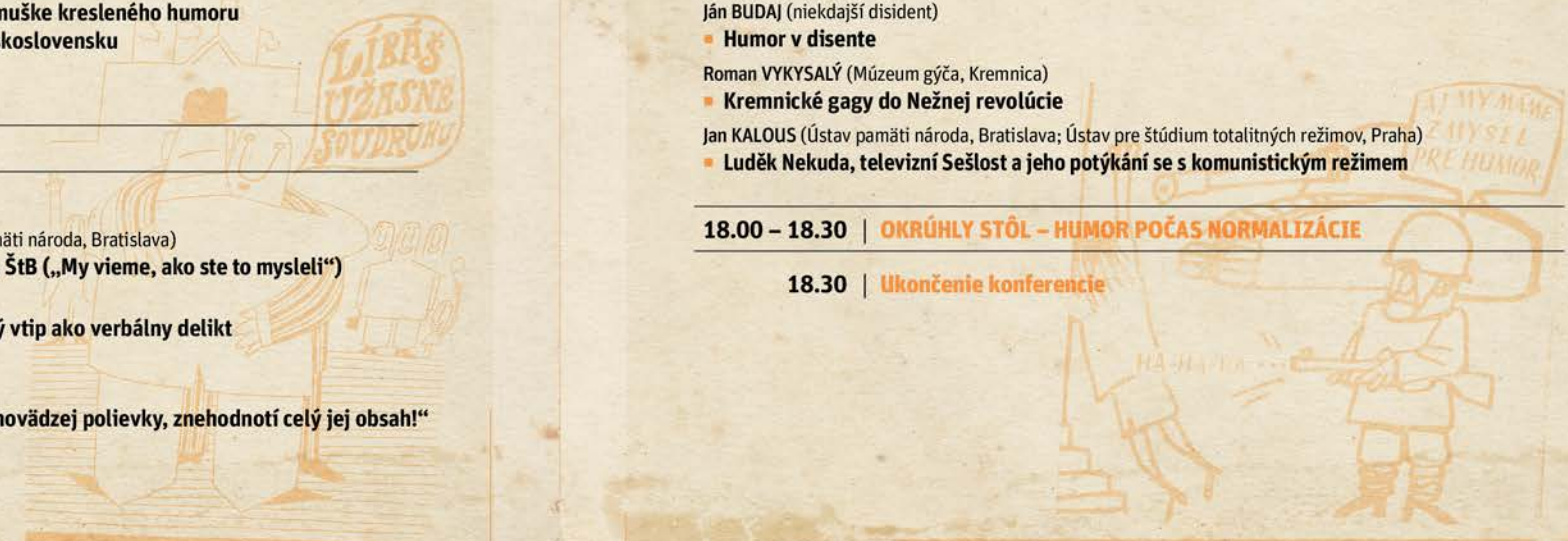 muške kresleného humoru
koslovensku
LÍBÁŠ
UŽASNE
SOUDRUHU
äti národa, Bratislava)
ŠtB („My vieme, ako ste to mysleli“)
ý vtip ako verbálny delikt
hovädzej polievky, znehodnotí celý jej obsah!“
Ján BUDAJ (niekdajší disident)
▪ Humor v disente
Roman VYKYSALÝ (Múzeum gýča, Kremnica)
▪ Kremnické gagy do Nežnej revolúcie
Jan KALOUS (Ústav pamäti národa, Bratislava; Ústav pre štúdium totalitných režimov, Praha)
▪ Luděk Nekuda, televizní Sešlost a jeho potýkání se s komunistickým režimem
AJ MY MÁME
ZMYSEL
PRE HUMOR
18.00 – 18.30 | OKRÚHLY STÔL – HUMOR POČAS NORMALIZÁCIE
18.30 | Ukončenie konferencie
HA-HA-HA...